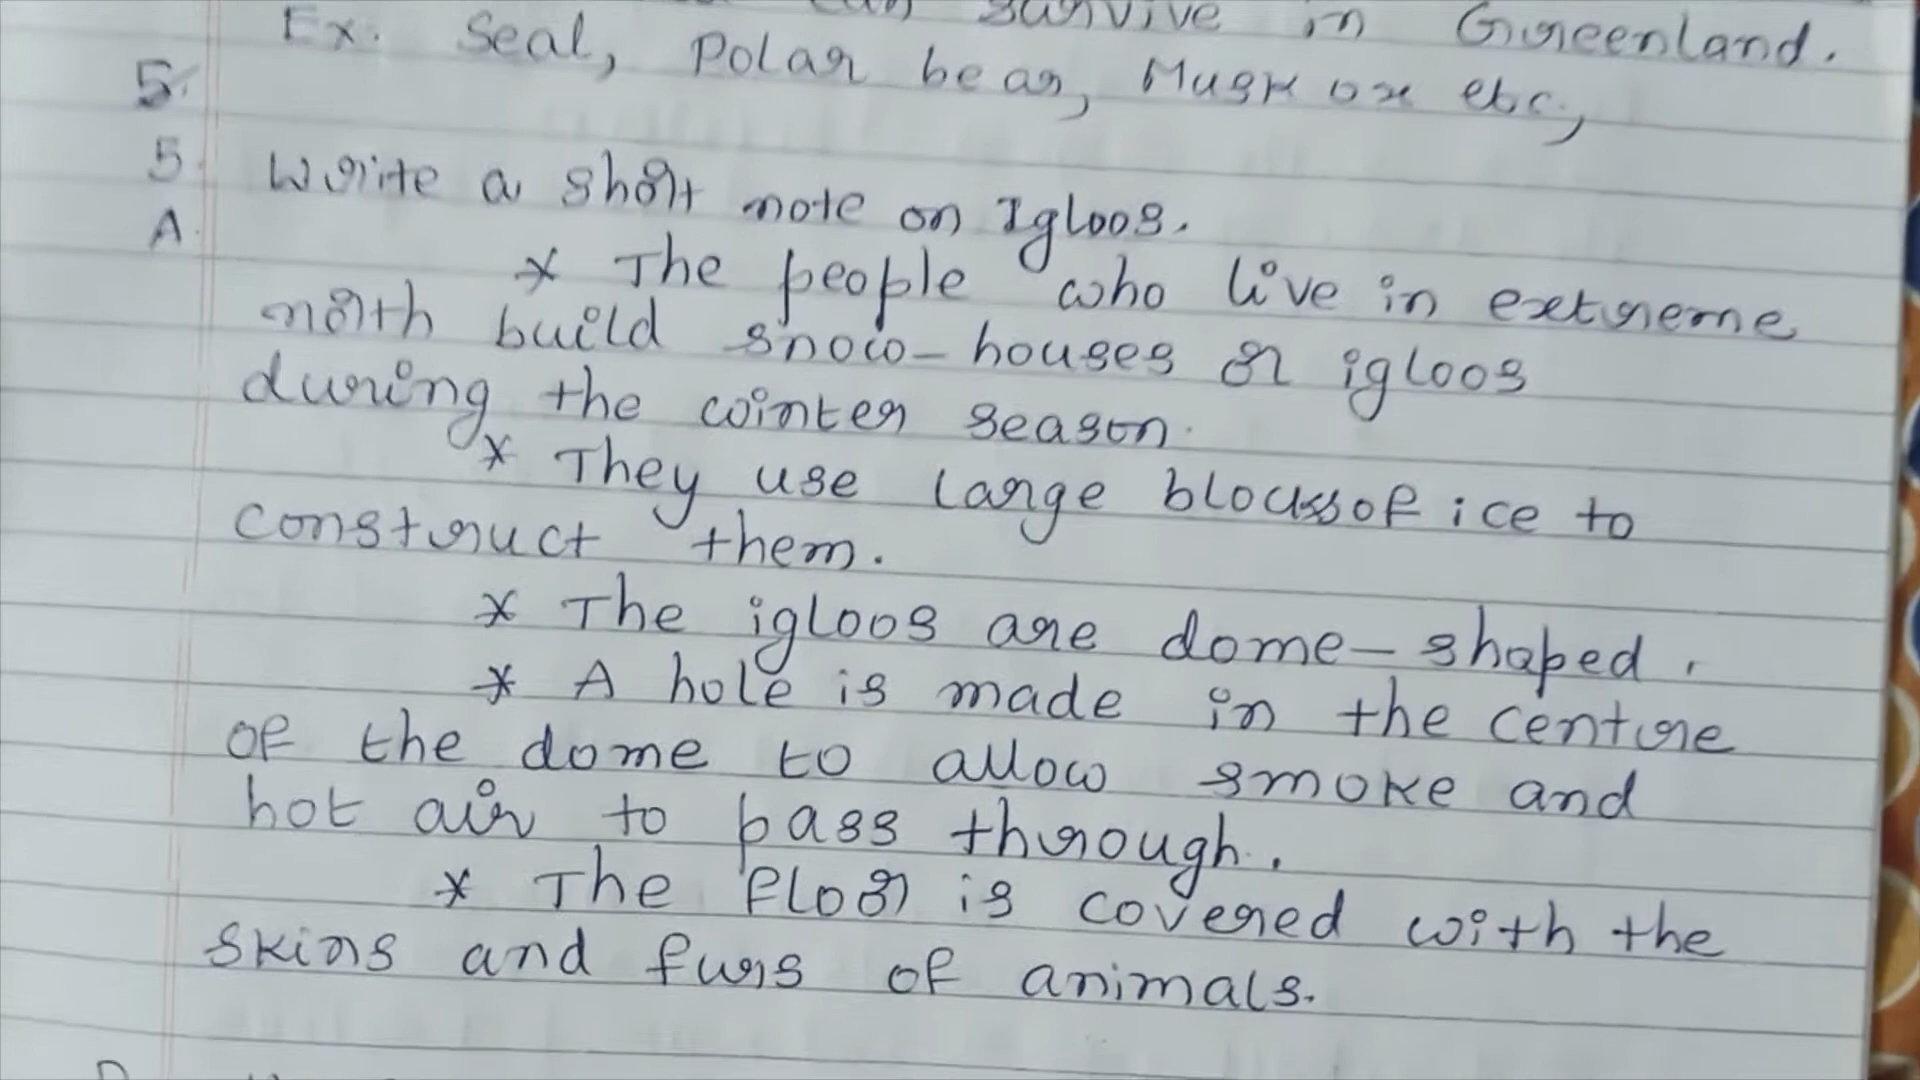 survive in Greenland.
Ex. Seal, Polar bear, Musk ox etc,
5.
5. Write a short note on Igloos.
A.
* The people who live in extreme
north build snow-houses or igloos
during the winter season.
* They use large blocks of ice to
construct them.
* The igloos are dome-shaped.
* A hole is made in the centre
of the dome to allow smoke and
hot air to pass through.
* The floor is covered with the
skins and furs of animals.